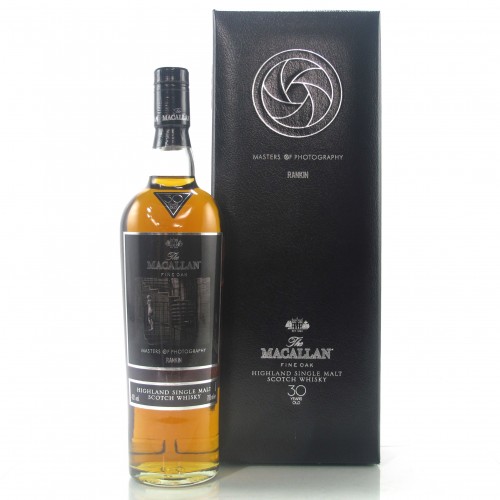 30
The
MACALLAN
FINE OAK
MASTERS OF PHOTOGRAPHY
RANKIN
HIGHLAND SINGLE MALT
SCOTCH WHISKY
MASTERS OF PHOTOGRAPHY
RANKIN
The
MACALLAN
FINE OAK
HIGHLAND SINGLE MALT
SCOTCH WHISKY
30
YEARS
OLD